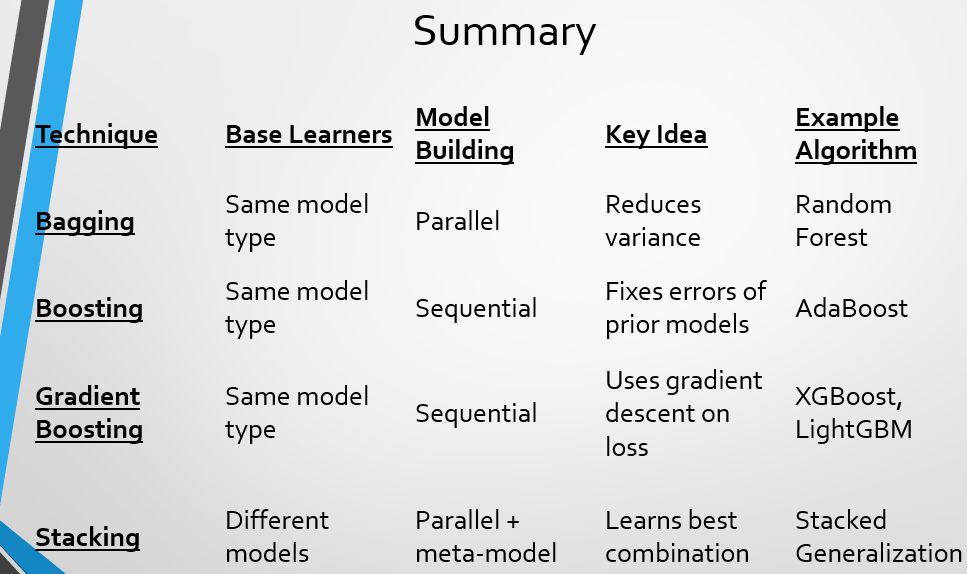 Summary
Technique Base Learners Model Building Key Idea Example Algorithm
Bagging Same model type Parallel Reduces variance Random Forest
Boosting Same model type Sequential Fixes errors of prior models AdaBoost
Gradient Boosting Same model type Sequential Uses gradient descent on loss XGBoost, LightGBM
Stacking Different models Parallel + meta-model Learns best combination Stacked Generalization